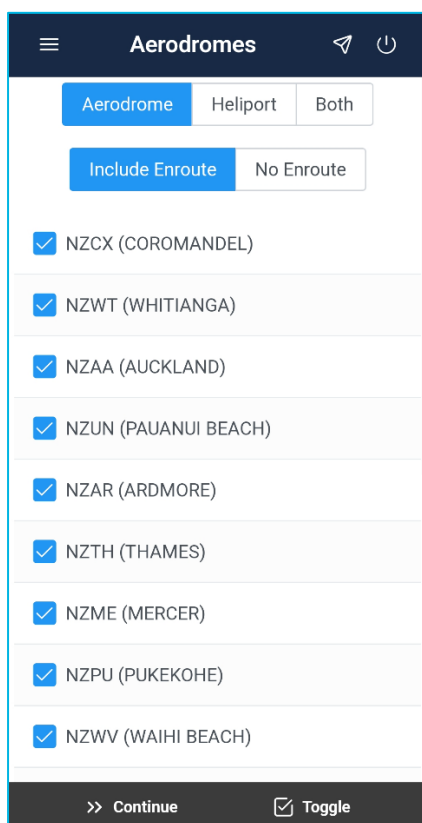 Aerodromes
Aerodrome Heliport Both
Include Enroute No Enroute
NZCX (COROMANDEL)
NZWT (WHITIANGA)
NZAA (AUCKLAND)
NZUN (PAUANUI BEACH)
NZAR (ARDMORE)
NZTH (THAMES)
NZME (MERCER)
NZPU (PUKEKOHE)
NZWV (WAIHI BEACH)
Continue Toggle